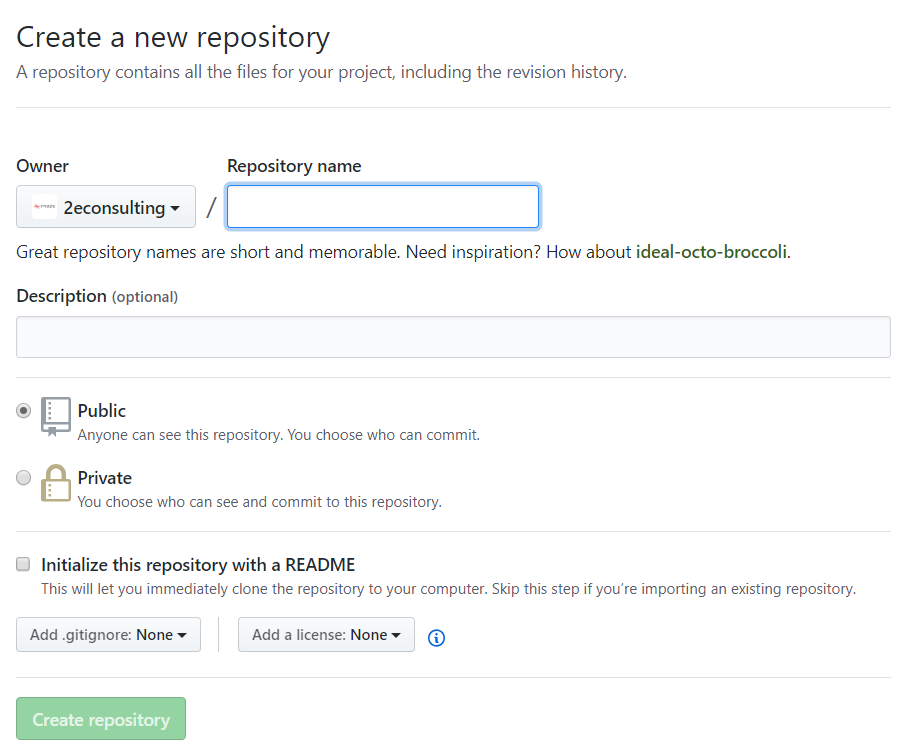 Create a new repository
A repository contains all the files for your project, including the revision history.
Owner
Repository name
2econsulting
/
Great repository names are short and memorable. Need inspiration? How about ideal-octo-broccoli.
Description (optional)
Public
Anyone can see this repository. You choose who can commit.
Private
You choose who can see and commit to this repository.
Initialize this repository with a README
This will let you immediately clone the repository to your computer. Skip this step if you’re importing an existing repository.
Add .gitignore: None
Add a license: None
Create repository